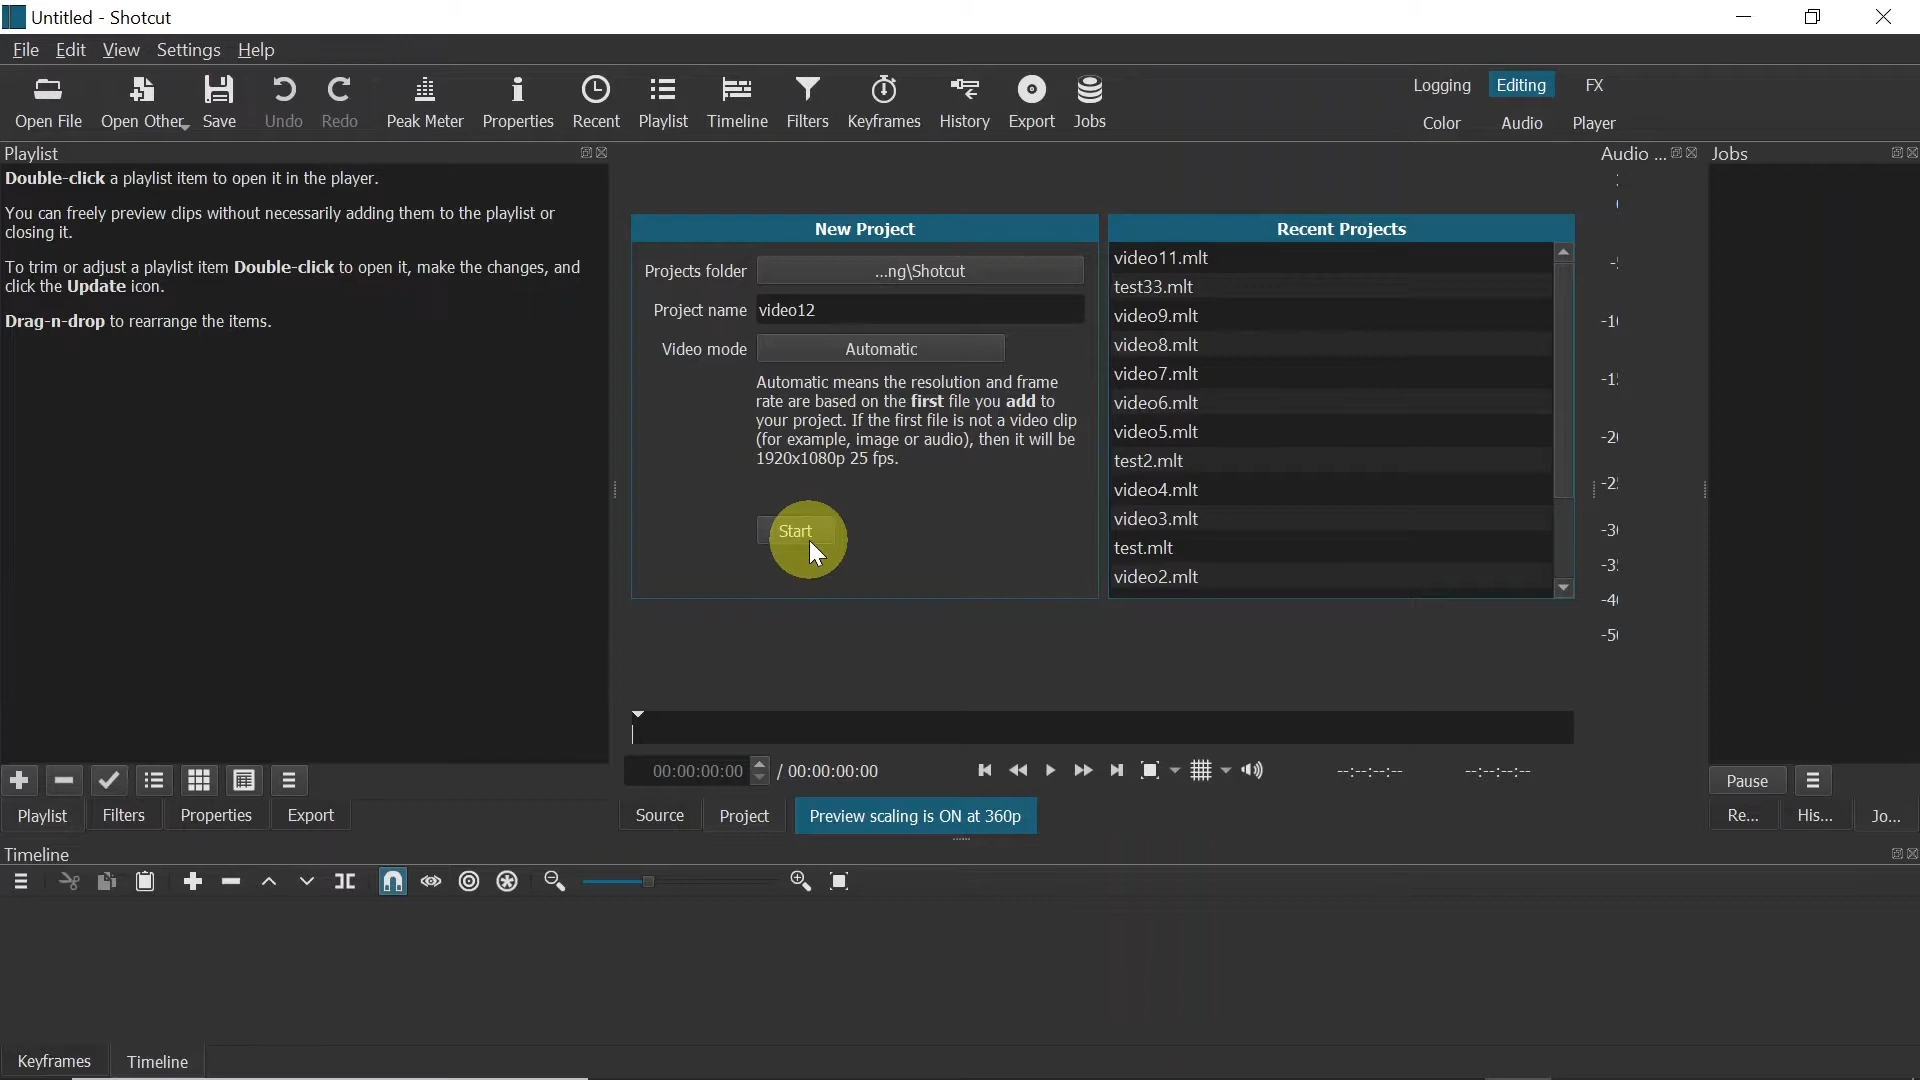 Untitled - Shotcut
File Edit View Settings Help
Open File Open Other Save Undo Redo Peak Meter Properties Recent Playlist Timeline Filters Keyframes History Export Jobs
Logging Editing FX
Color Audio Player
Playlist
Double-click a playlist item to open it in the player.
You can freely preview clips without necessarily adding them to the playlist or
closing it.
To trim or adjust a playlist item Double-click to open it, make the changes, and
click the Update icon.
Drag-n-drop to rearrange the items.
Playlist Filters Properties Export
New Project
Projects folder ...ng\Shotcut
Project name video12
Video mode Automatic
Automatic means the resolution and frame
rate are based on the first file you add to
your project. If the first file is not a video clip
(for example, image or audio), then it will be
1920x1080p 25 fps.
Start
Recent Projects
video11.mlt
test33.mlt
video9.mlt
video8.mlt
video7.mlt
video6.mlt
video5.mlt
test2.mlt
video4.mlt
video3.mlt
test.mlt
video2.mlt
00:00:00:00 / 00:00:00:00 --:--:--:-- --:--:--:--
Source Project Preview scaling is ON at 360p
Audio ...
Jobs
Pause
Re... His... Jo...
Timeline
Keyframes Timeline